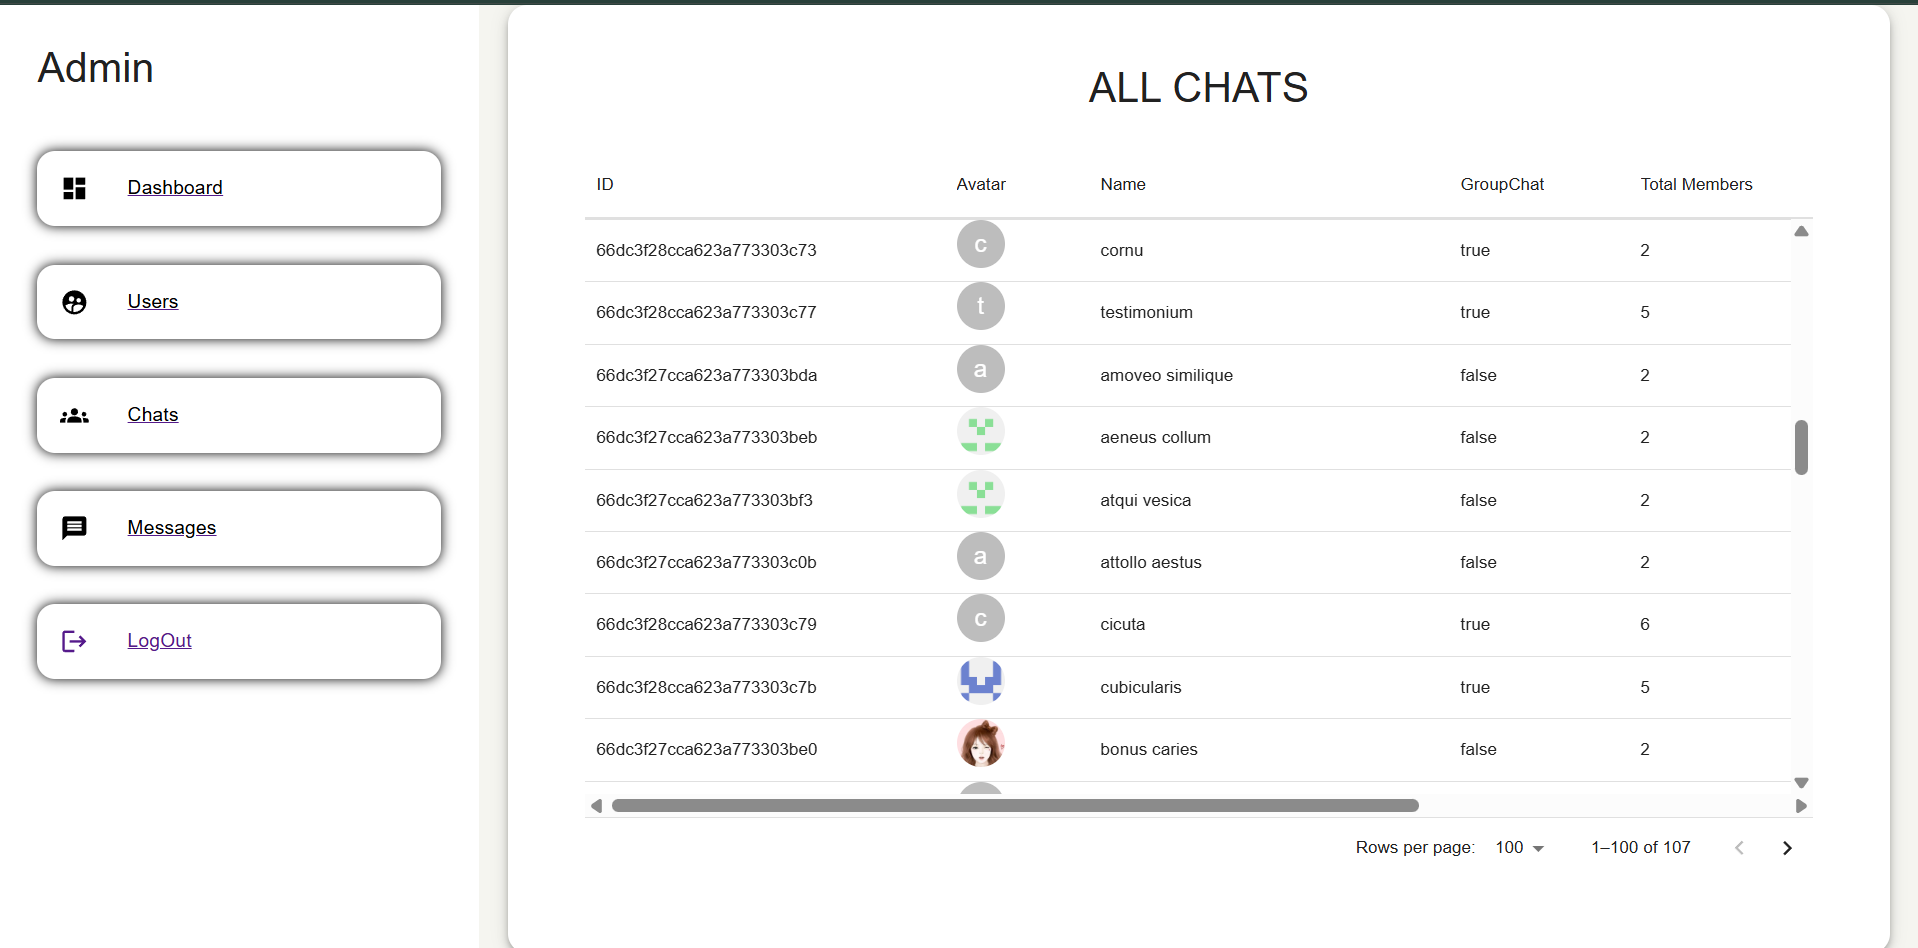 Admin
Dashboard
Users
Chats
Messages
LogOut
ALL CHATS
ID Avatar Name GroupChat Total Members
66dc3f28cca623a773303c73 c cornu true 2
66dc3f28cca623a773303c77 t testimonium true 5
66dc3f27cca623a773303bda a amoveo similique false 2
66dc3f27cca623a773303beb aeneus collum false 2
66dc3f27cca623a773303bf3 atqui vesica false 2
66dc3f27cca623a773303c0b a attollo aestus false 2
66dc3f28cca623a773303c79 c cicuta true 6
66dc3f28cca623a773303c7b cubicularis true 5
66dc3f27cca623a773303be0 bonus caries false 2
Rows per page: 100 1–100 of 107